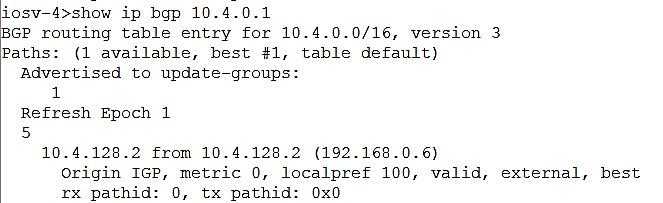 iosv-4>show ip bgp 10.4.0.1
BGP routing table entry for 10.4.0.0/16, version 3
Paths: (1 available, best #1, table default)
  Advertised to update-groups:
     1
  Refresh Epoch 1
  5
    10.4.128.2 from 10.4.128.2 (192.168.0.6)
      Origin IGP, metric 0, localpref 100, valid, external, best
      rx pathid: 0, tx pathid: 0x0